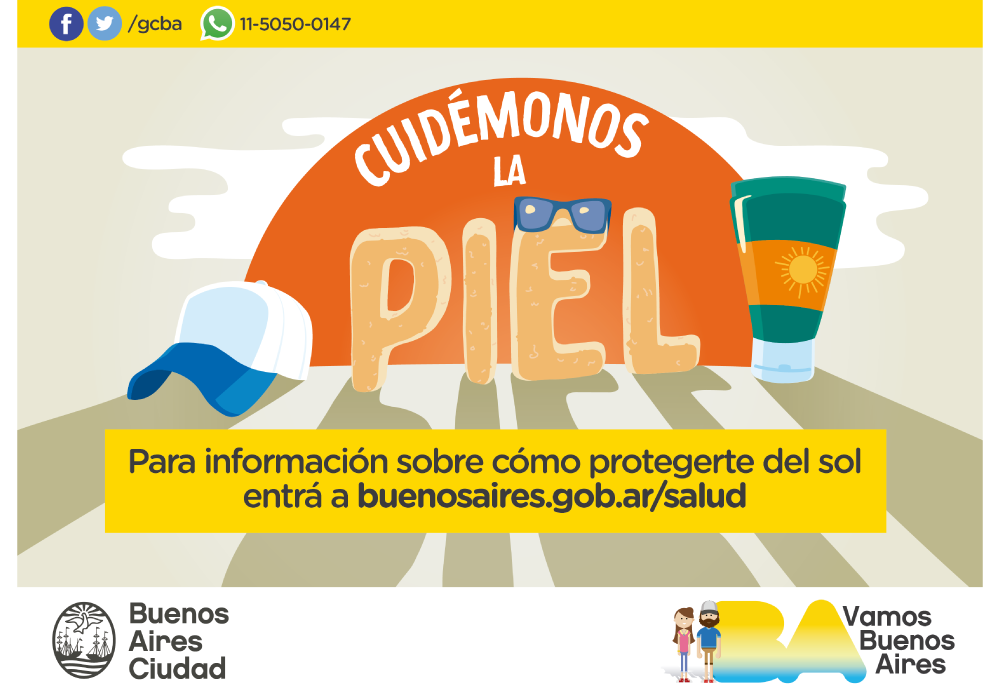 /gcba 11-5050-0147
CUIDÉMONOS
LA
PIEL
Para información sobre cómo protegerte del sol
entrá a buenosaires.gob.ar/salud
Buenos
Aires
Ciudad
BA
Vamos
Buenos
Aires